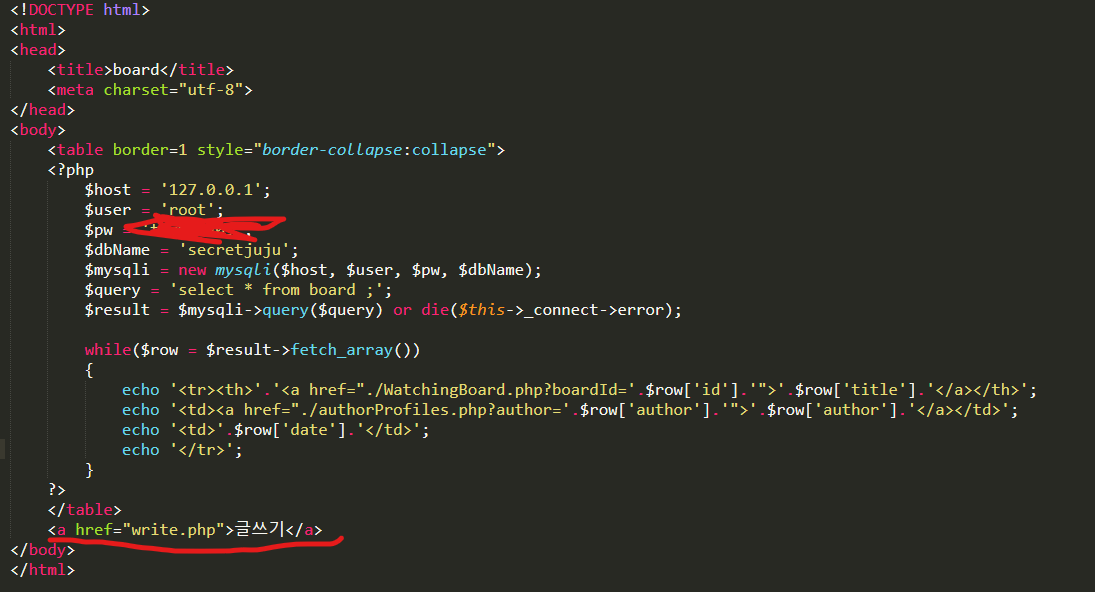 <!DOCTYPE html>
<html>
<head>
<title>board</title>
<meta charset="utf-8">
</head>
<body>
<table border=1 style="border-collapse:collapse">
<?php
$host = '127.0.0.1';
$user = 'root';
$pw =
$dbName = 'secretjuju';
$mysqli = new mysqli($host, $user, $pw, $dbName);
$query = 'select * from board ;';
$result = $mysqli->query($query) or die($this->_connect->error);
while($row = $result->fetch_array())
{
echo '<tr><th>'.'<a href="./WatchingBoard.php?boardId='.$row['id'].'">'.$row['title'].'</a></th>';
echo '<td><a href="./authorProfiles.php?author='.$row['author'].'">'.$row['author'].'</a></td>';
echo '<td>'.$row['date'].'</td>';
echo '</tr>';
}
?>
</table>
<a href="write.php">글쓰기</a>
</body>
</html>